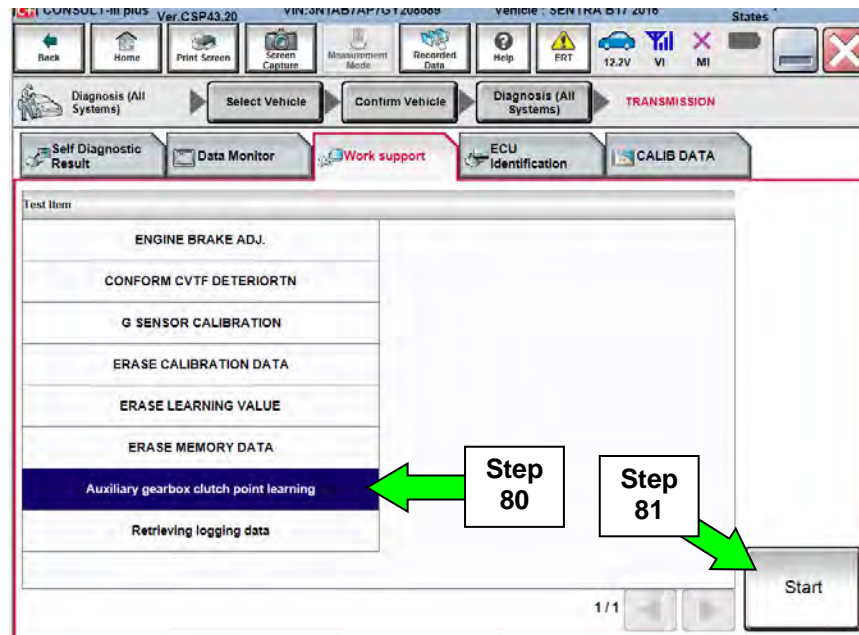 CONSULT-III plus Ver.CSP43.20 VIN:3N1AB7AP7G1208689 Vehicle : SENTRA B17 2016 States
Back Home Print Screen Screen Capture Measurement Mode Recorded Data Help ERT 12.2V VI MI
Diagnosis (All Systems) Select Vehicle Confirm Vehicle Diagnosis (All Systems) TRANSMISSION
Self Diagnostic Result Data Monitor Work support ECU Identification CALIB DATA
Test Item
ENGINE BRAKE ADJ.
CONFORM CVTF DETERIORTN
G SENSOR CALIBRATION
ERASE CALIBRATION DATA
ERASE LEARNING VALUE
ERASE MEMORY DATA
Auxiliary gearbox clutch point learning
Retrieving logging data
Step
80
Step
81
Start
1/1